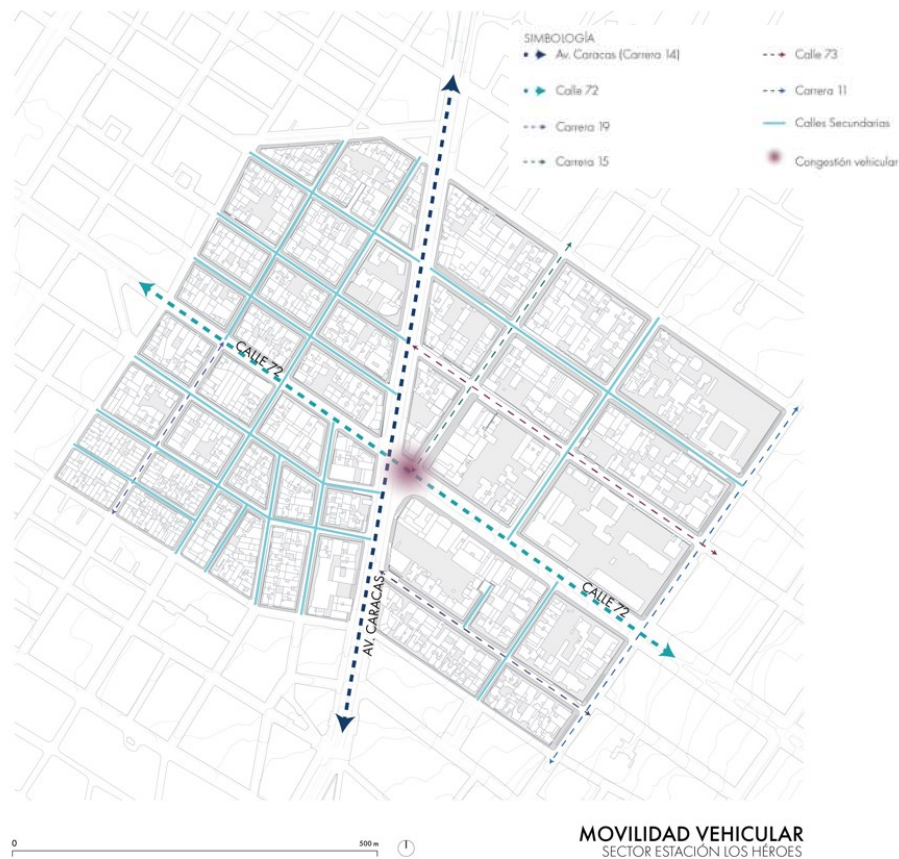 SIMBOLOGÍA
Av. Caracas (Carrera 14)
Calle 72
Carrera 19
Carrera 15
Calle 73
Carrera 11
Calles Secundarias
Congestión vehicular
CALLE 72
CALLE 72
AV. CARACAS
0
500 m
MOVILIDAD VEHICULAR
SECTOR ESTACIÓN LOS HÉROES